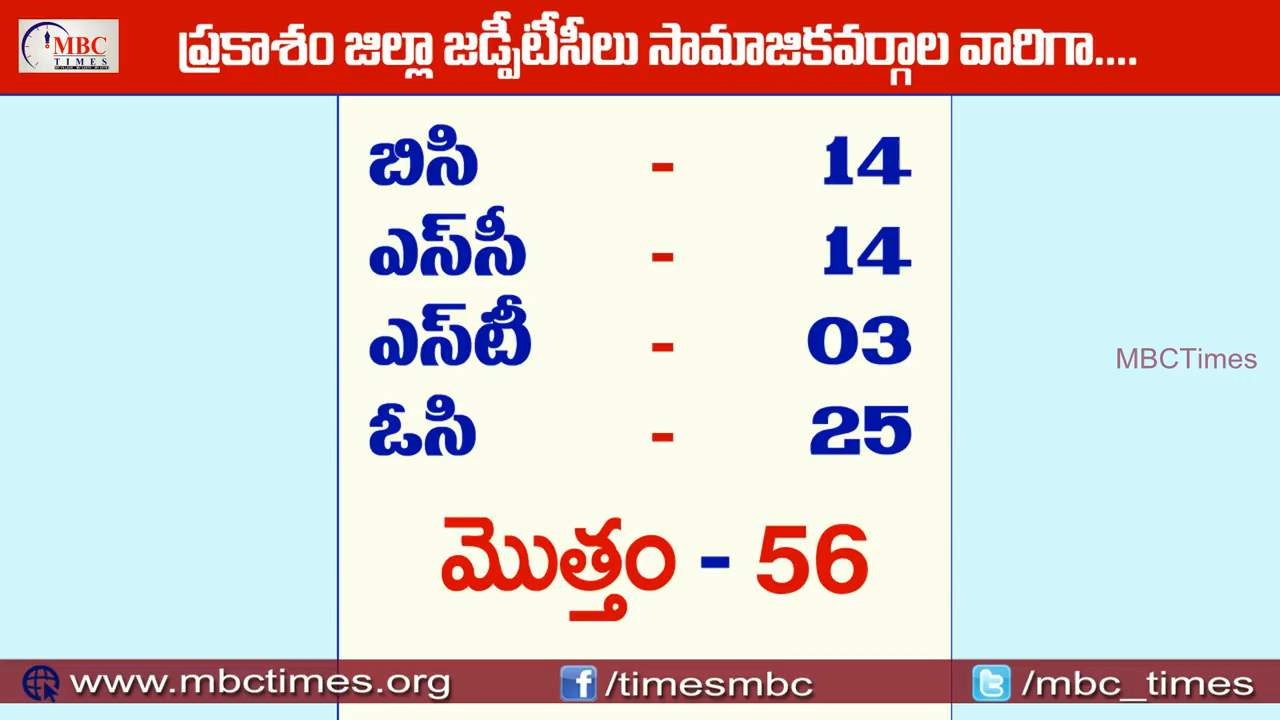 MBC
TIMES
ప్రకాశం జిల్లా జడ్పీటీసీలు సామాజికవర్గాల వారిగా....
బిసి - 14
ఎస్‌సీ - 14
ఎస్‌టీ - 03
ఓసి - 25
మొత్తం - 56
MBCTimes
www.mbctimes.org /timesmbc /mbc_times